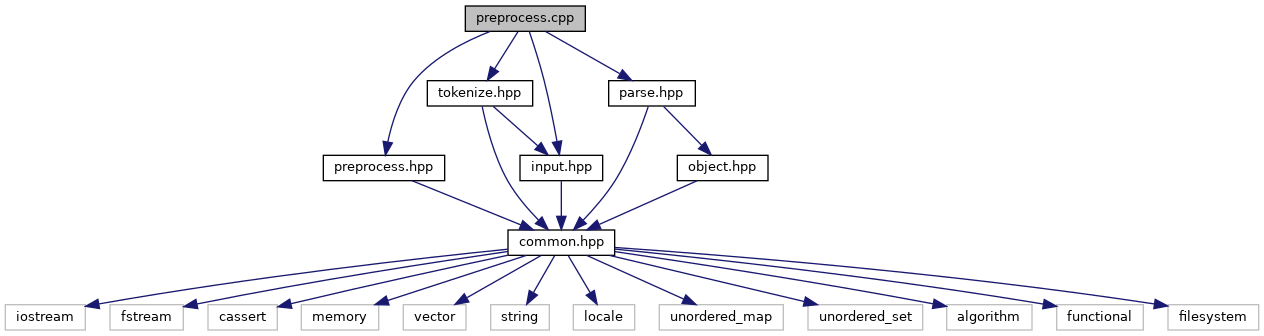 preprocess.cpp
tokenize.hpp
parse.hpp
preprocess.hpp
input.hpp
object.hpp
common.hpp
iostream
fstream
cassert
memory
vector
string
locale
unordered_map
unordered_set
algorithm
functional
filesystem